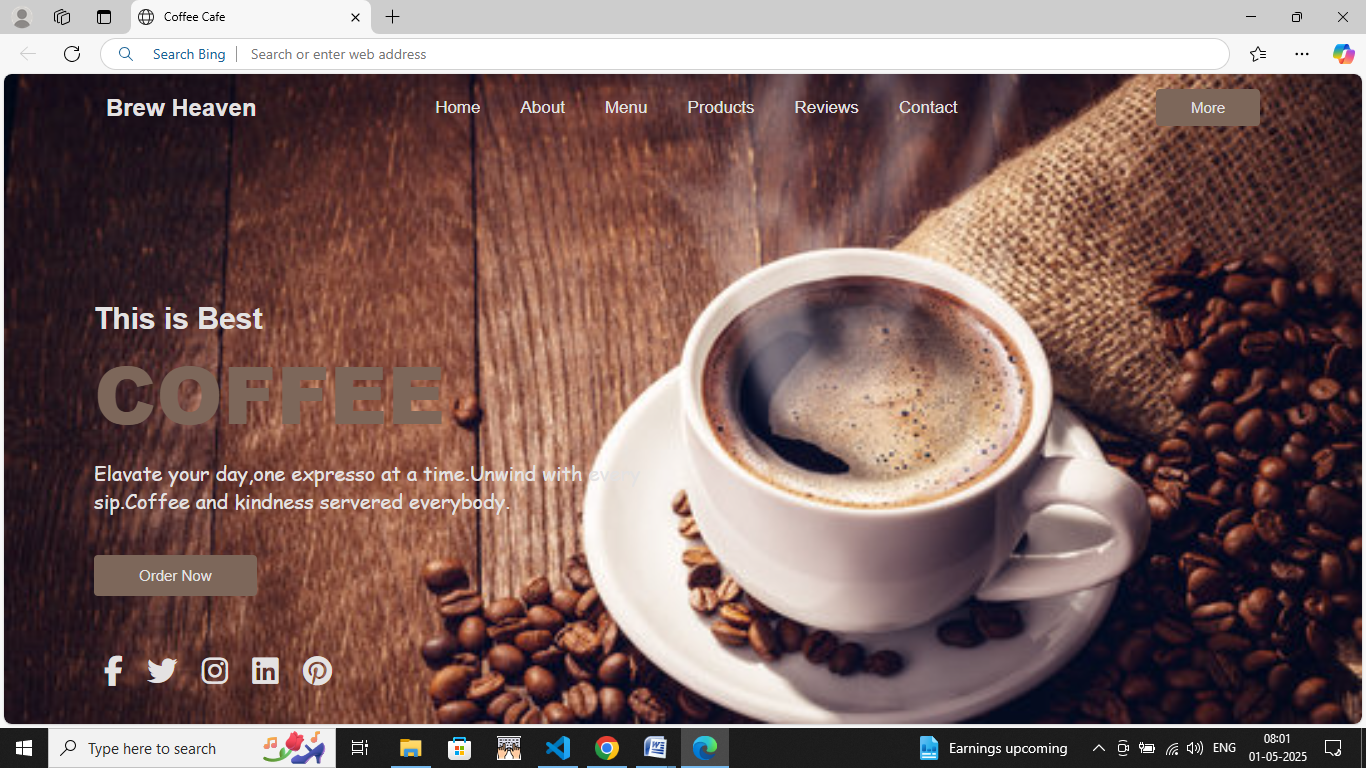 Coffee Cafe
Search Bing | Search or enter web address
Brew Heaven Home About Menu Products Reviews Contact More
This is Best
COFFEE
Elavate your day,one expresso at a time.Unwind with every
sip.Coffee and kindness servered everybody.
Order Now
Type here to search Earnings upcoming ENG 08:01
01-05-2025